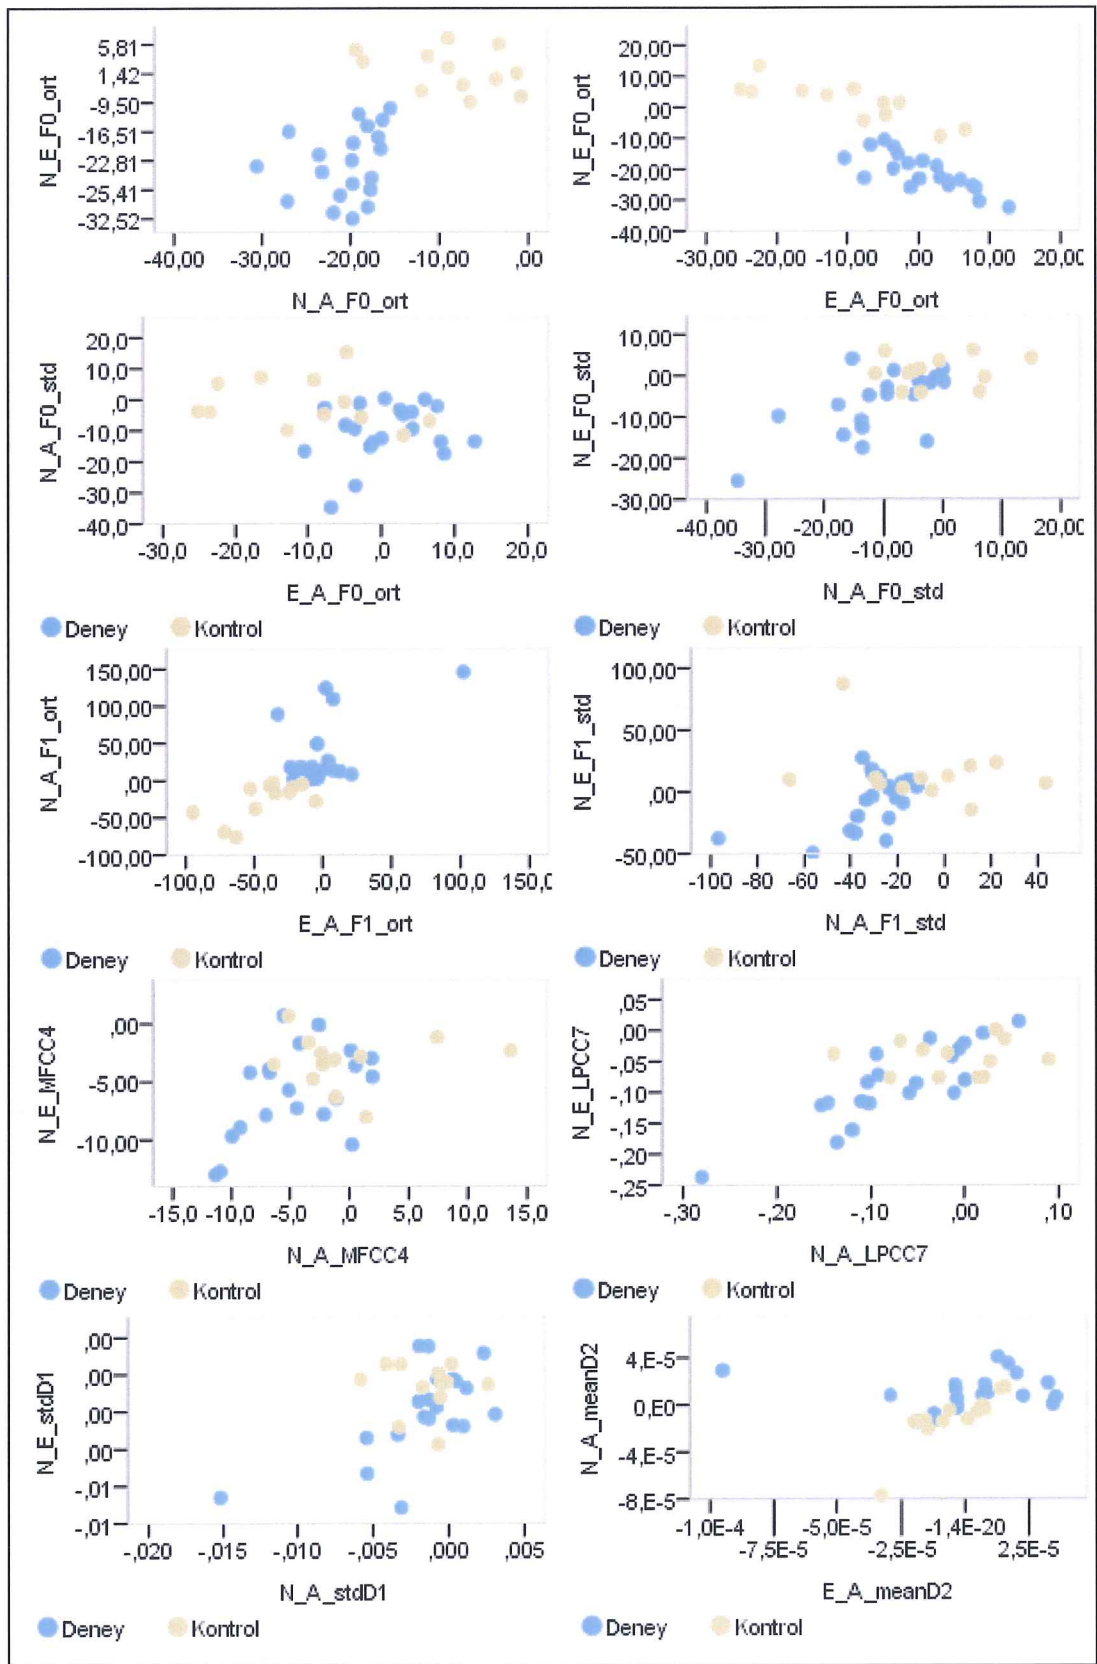 N_E_F0_ort
5,81
1,42
-9,50
-16,51
-22,81
-25,41
-32,52
-40,00 -30,00 -20,00 -10,00 ,00
N_A_F0_ort
N_E_F0_ort
20,00
10,00
,00
-10,00
-20,00
-30,00
-40,00
-30,00 -20,00 -10,00 ,00 10,00 20,00
E_A_F0_ort
N_A_F0_std
20,0
10,0
,0
-10,0
-20,0
-30,0
-40,0
-30,0 -20,0 -10,0 ,0 10,0 20,0
E_A_F0_ort
Deney Kontrol
N_E_F0_std
10,00
,00
-10,00
-20,00
-30,00
-40,00 -20,00 ,00 20,00
-30,00 -10,00 10,00
N_A_F0_std
Deney Kontrol
N_A_F1_ort
150,00
100,00
50,00
,00
-50,00
-100,00
-100,0 -50,0 ,0 50,0 100,0 150,0
E_A_F1_ort
Deney Kontrol
N_E_F1_std
100,00
50,00
,00
-50,00
-100 -80 -60 -40 -20 0 20 40
N_A_F1_std
Deney Kontrol
N_E_MFCC4
,00
-5,00
-10,00
-15,0 -10,0 -5,0 ,0 5,0 10,0 15,0
N_A_MFCC4
Deney Kontrol
N_E_LPCC7
,05
,00
-,05
-,10
-,15
-,20
-,25
-,30 -,20 -,10 ,00 ,10
N_A_LPCC7
Deney Kontrol
N_E_stdD1
,00
,00
,00
,00
-,01
-,01
-,020 -,015 -,010 -,005 ,000 ,005
N_A_stdD1
Deney Kontrol
N_A_meanD2
4,E-5
0,E0
-4,E-5
-8,E-5
-1,0E-4 -5,0E-5 -1,4E-20
-7,5E-5 -2,5E-5 2,5E-5
E_A_meanD2
Deney Kontrol